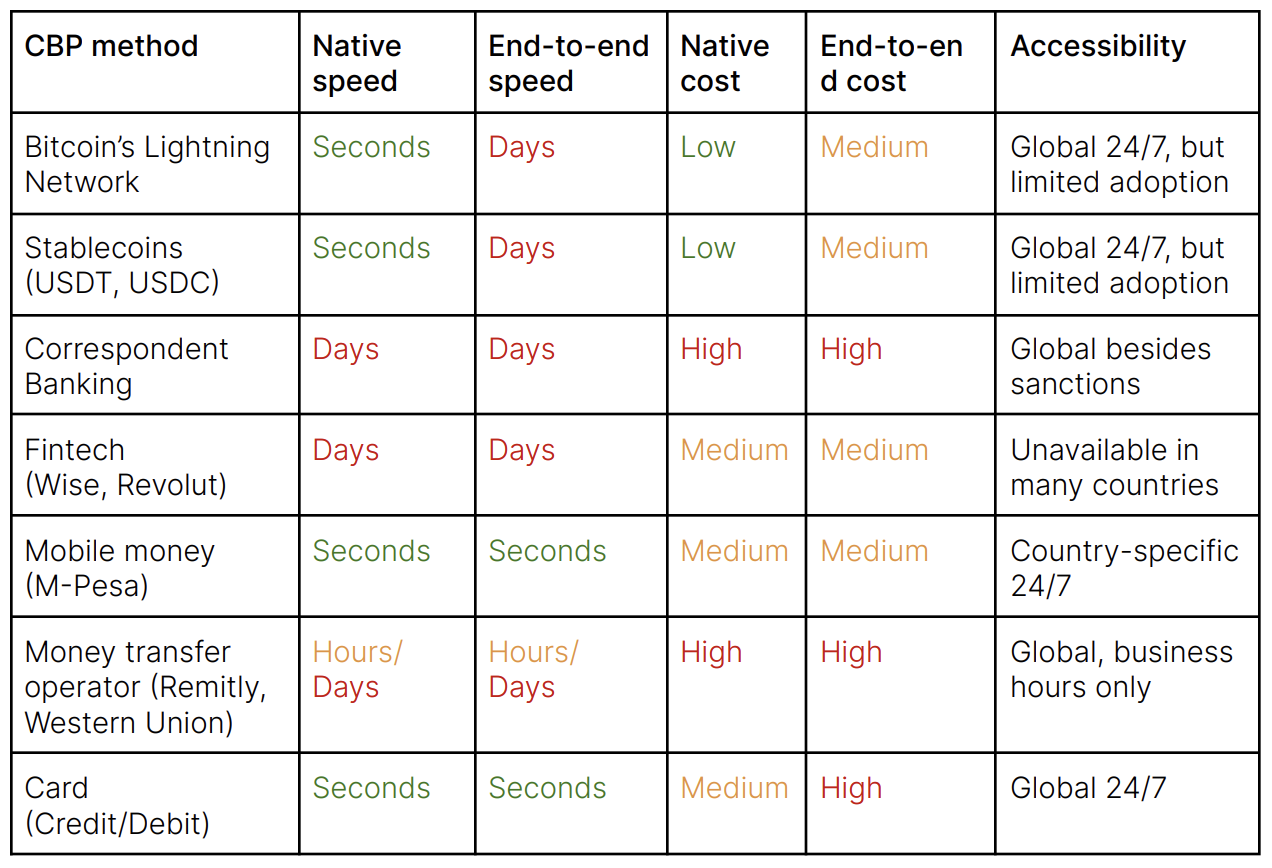 CBP method
Native
speed
End-to-end
speed
Native
cost
End-to-en
d cost
Accessibility
Bitcoin’s Lightning
Network
Seconds
Days
Low
Medium
Global 24/7, but
limited adoption
Stablecoins
(USDT, USDC)
Seconds
Days
Low
Medium
Global 24/7, but
limited adoption
Correspondent
Banking
Days
Days
High
High
Global besides
sanctions
Fintech
(Wise, Revolut)
Days
Days
Medium
Medium
Unavailable in
many countries
Mobile money
(M-Pesa)
Seconds
Seconds
Medium
Medium
Country-specific
24/7
Money transfer
operator (Remitly,
Western Union)
Hours/
Days
Hours/
Days
High
High
Global, business
hours only
Card
(Credit/Debit)
Seconds
Seconds
Medium
High
Global 24/7